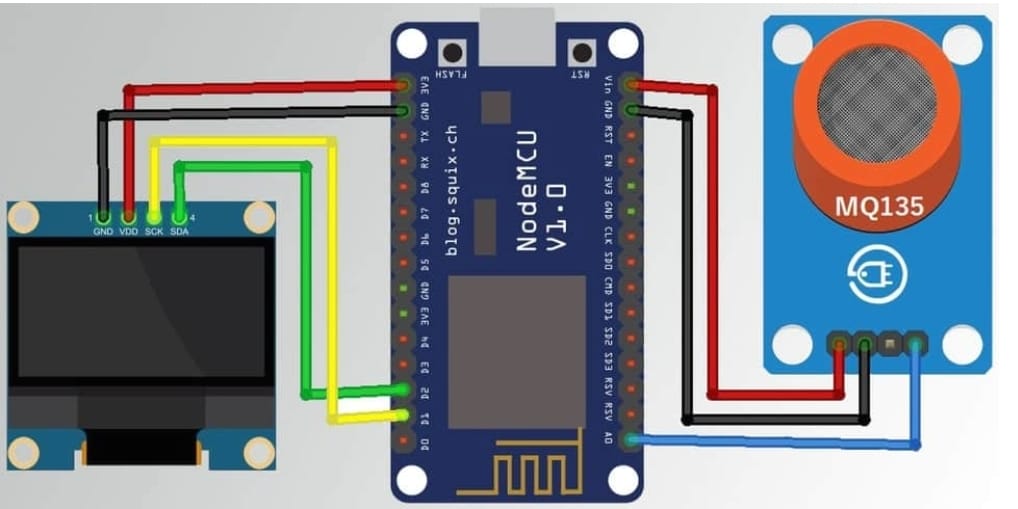 1
4
GND VDD SCK SDA
FLASH
RST
3V3
GND
TX
RX
D8
D7
D6
D5
GND
3V3
D4
D3
D2
D1
D0
blog.squix.ch
NodeMCU
V1.0
Vin
GND
RST
EN
3V3
GND
CLK
SD0
CMD
SD1
SD2
SD3
RSV
RSV
A0
MQ135